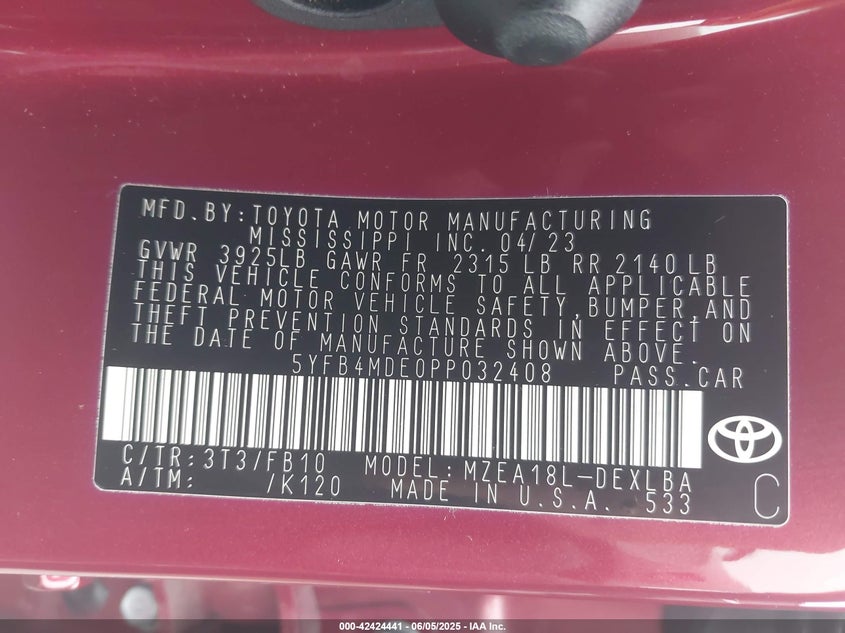 MFD.BY:TOYOTA MOTOR MANUFACTURING
MISSISSIPPI INC. 04/23
GVWR 3925LB GAWR FR 2315 LB RR 2140LB
THIS VEHICLE CONFORMS TO ALL APPLICABLE
FEDERAL MOTOR VEHICLE SAFETY,BUMPER,AND
THEFT PREVENTION STANDARDS IN EFFECT ON
THE DATE OF MANUFACTURE SHOWN ABOVE.
5YFB4MDE0PP032408 PASS.CAR
C/TR:3T3/FB10 MODEL:MZEA18L-DEXLBA
A/TM: /K120 MADE IN U.S.A. 533
C
000-42424441 | 06/05/2025 | IAA Inc.